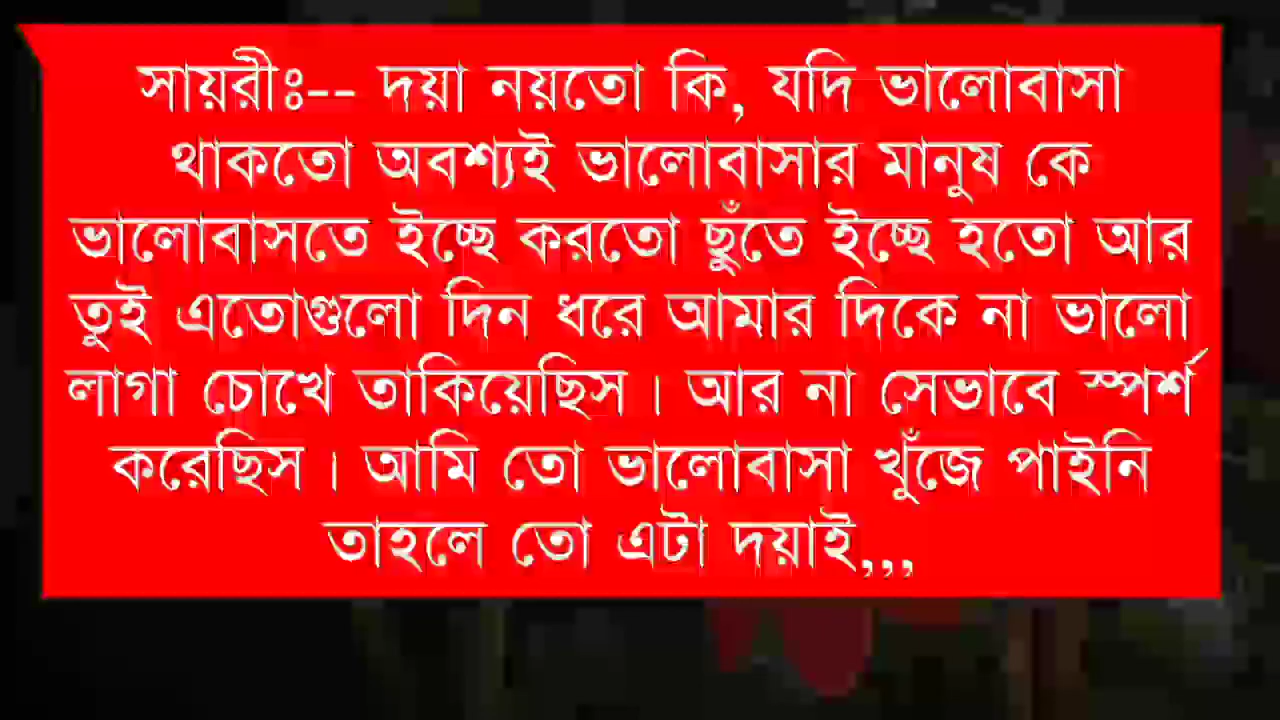 সায়রীঃ-- দয়া নয়তো কি, যদি ভালোবাসা
থাকতো অবশ্যই ভালোবাসার মানুষ কে
ভালোবাসতে ইচ্ছে করতো ছুঁতে ইচ্ছে হতো আর
তুই এতোগুলো দিন ধরে আমার দিকে না ভালো
লাগা চোখে তাকিয়েছিস । আর না সেভাবে স্পর্শ
করেছিস । আমি তো ভালোবাসা খুঁজে পাইনি
তাহলে তো এটা দয়াই,,,